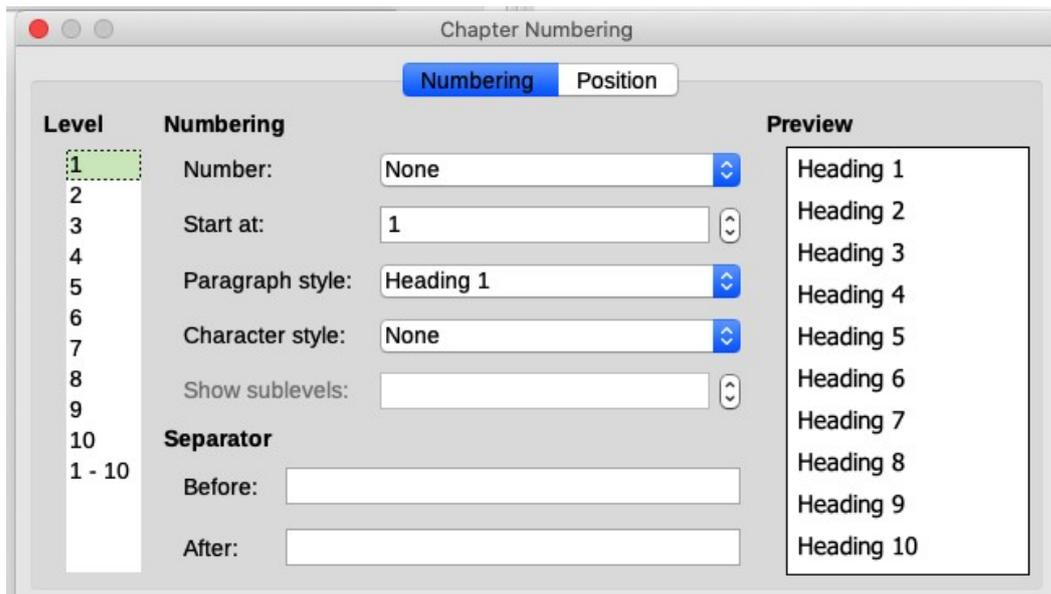 Chapter Numbering
Numbering Position
Level
1
2
3
4
5
6
7
8
9
10
1 - 10
Numbering
Number: None
Start at: 1
Paragraph style: Heading 1
Character style: None
Show sublevels:
Separator
Before:
After:
Preview
Heading 1
Heading 2
Heading 3
Heading 4
Heading 5
Heading 6
Heading 7
Heading 8
Heading 9
Heading 10